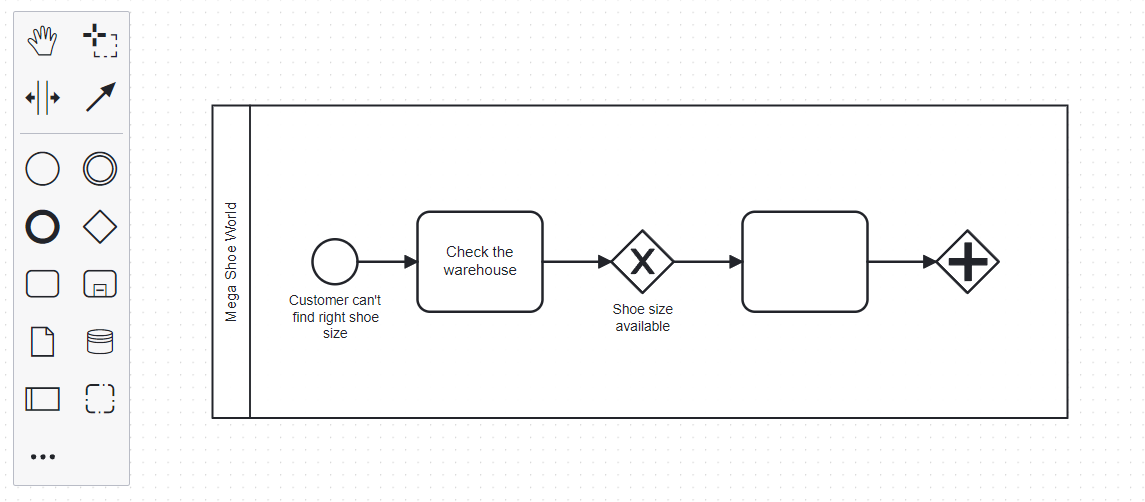 Mega Shoe World
Check the
warehouse
Customer can't
find right shoe
size
Shoe size
available